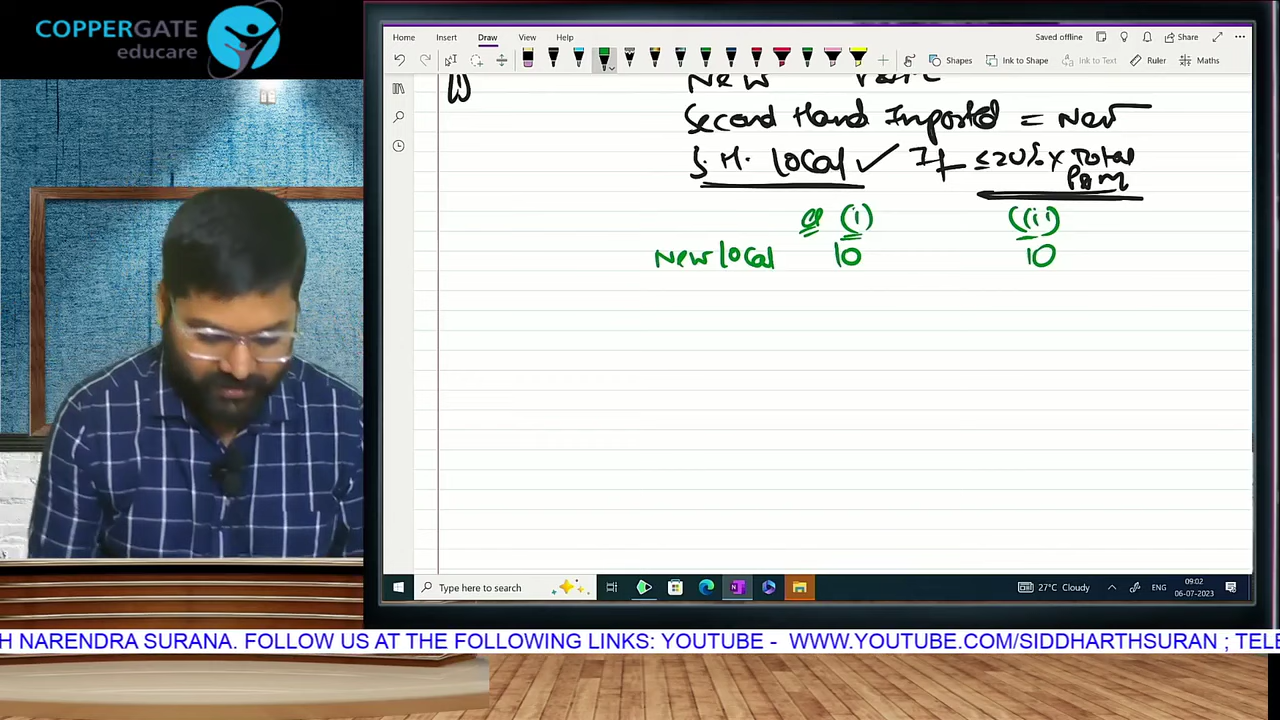 COPPERGATE
educare
Home Insert Draw View Help
Saved offline
Share
Shapes
Ink to Shape
Ink to Text
Ruler
Maths
New
Second Hand Imported = New
S.H. local ✓ If ≤20% x Total
P&M
(i) (ii)
New local 10 10
Type here to search
27°C Cloudy
ENG
09:02
06-07-2023
H NARENDRA SURANA. FOLLOW US AT THE FOLLOWING LINKS: YOUTUBE - WWW.YOUTUBE.COM/SIDDHARTHSURAN ; TELE